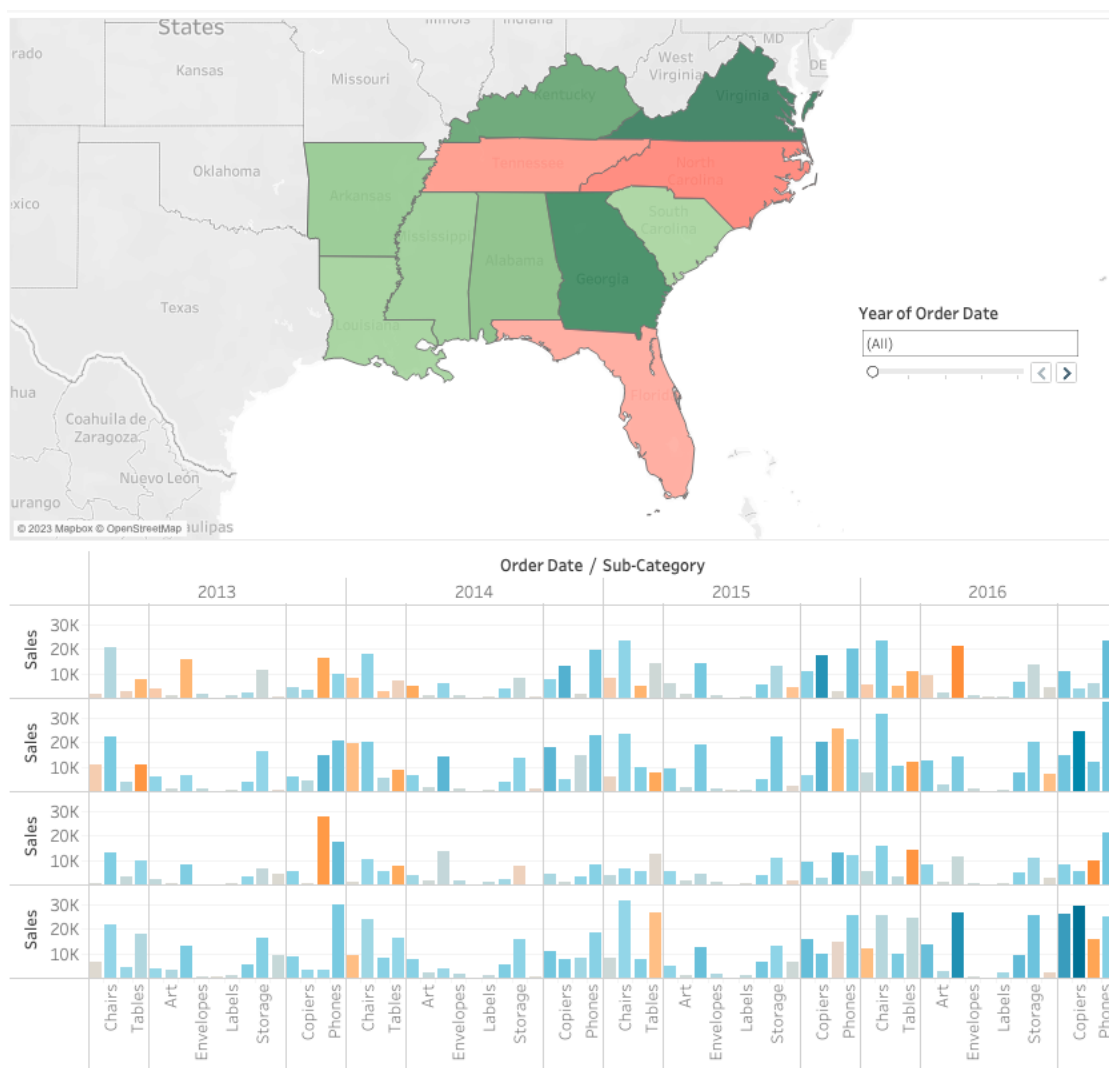 States
Illinois
Indiana
MD
rado
Kansas
Missouri
West
Virginia
DE
Kentucky
Virginia
Oklahoma
Tennessee
North
Carolina
exico
Arkansas
South
Carolina
Mississippi
Alabama
Georgia
Texas
Louisiana
Year of Order Date
(All)
hua
Florida
Coahuila de
Zaragoza
Nuevo León
urango
© 2023 Mapbox © OpenStreetMap
aulipas
Order Date / Sub-Category
2013 2014 2015 2016
Sales
30K
20K
10K
Sales
30K
20K
10K
Sales
30K
20K
10K
Sales
30K
20K
10K
Chairs Tables Art Envelopes Labels Storage Copiers Phones Chairs Tables Art Envelopes Labels Storage Copiers Phones Chairs Tables Art Envelopes Labels Storage Copiers Phones Chairs Tables Art Envelopes Labels Storage Copiers Phones